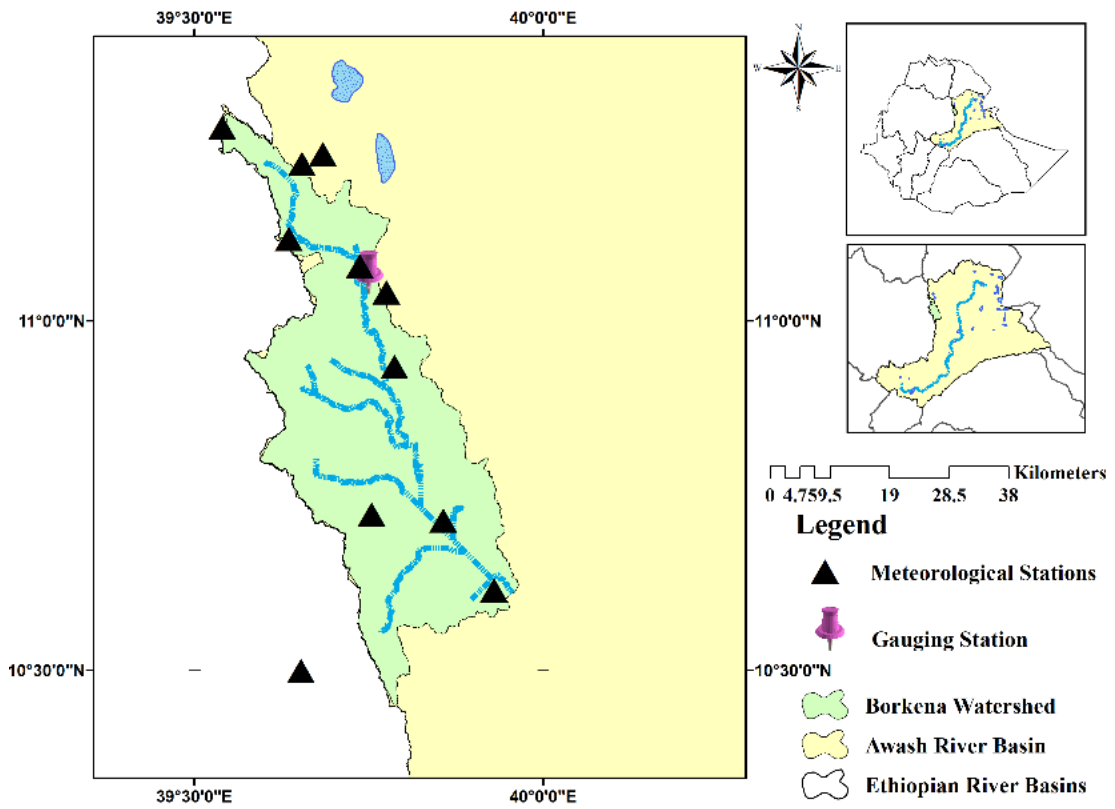 39°30'0"E 40°0'0"E
N
W E
S
11°0'0"N 11°0'0"N
Kilometers
0 4,759,5 19 28,5 38
Legend
Meteorological Stations
Gauging Station
10°30'0"N 10°30'0"N
Borkena Watershed
Awash River Basin
Ethiopian River Basins
39°30'0"E 40°0'0"E